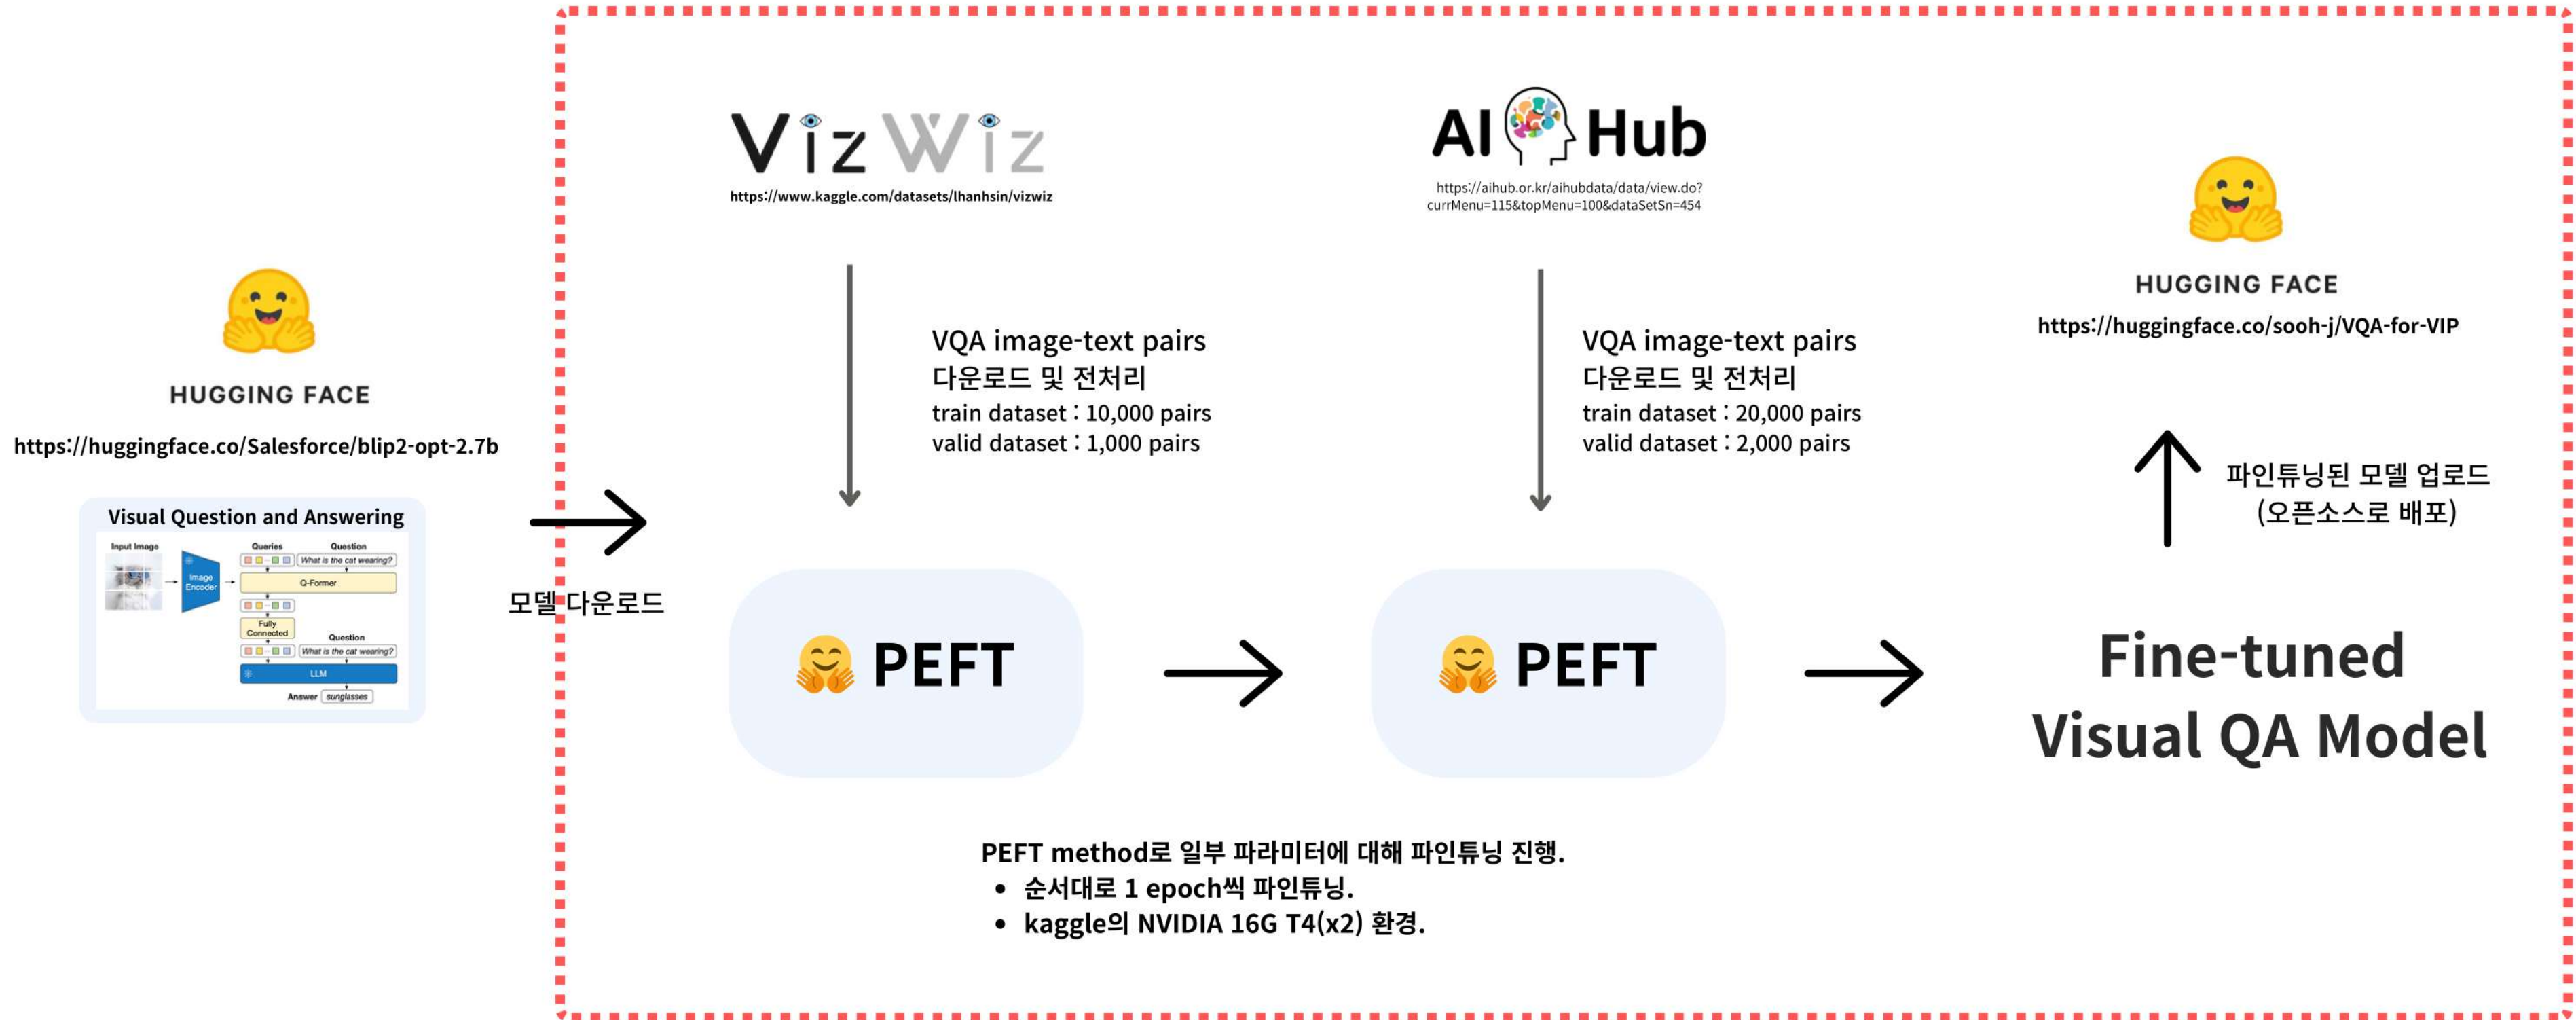 HUGGING FACE
https://huggingface.co/Salesforce/blip2-opt-2.7b
Visual Question and Answering
Input Image
Queries
Question
What is the cat wearing?
Image
Encoder
Q-Former
Fully
Connected
Question
What is the cat wearing?
LLM
Answer
sunglasses
모델 다운로드
VizWiz
https://www.kaggle.com/datasets/lhanhsin/vizwiz
VQA image-text pairs
다운로드 및 전처리
train dataset : 10,000 pairs
valid dataset : 1,000 pairs
PEFT
AI Hub
https://aihub.or.kr/aihubdata/data/view.do?
currMenu=115&topMenu=100&dataSetSn=454
VQA image-text pairs
다운로드 및 전처리
train dataset : 20,000 pairs
valid dataset : 2,000 pairs
PEFT
PEFT method로 일부 파라미터에 대해 파인튜닝 진행.
• 순서대로 1 epoch씩 파인튜닝.
• kaggle의 NVIDIA 16G T4(x2) 환경.
HUGGING FACE
https://huggingface.co/sooh-j/VQA-for-VIP
파인튜닝된 모델 업로드
(오픈소스로 배포)
Fine-tuned
Visual QA Model